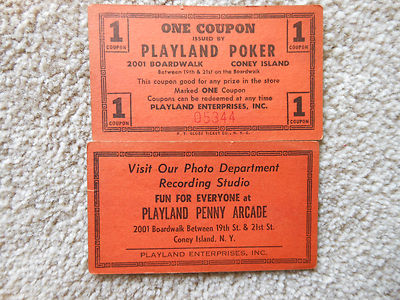 1 COUPON
ONE COUPON
1 COUPON
ISSUED BY
PLAYLAND POKER
2001 BOARDWALK CONEY ISLAND
Between 19th & 21st on the Boardwalk
This coupon good for any prize in the store
Marked ONE Coupon
1 COUPON
Coupons can be redeemed at any time
1 COUPON
PLAYLAND ENTERPRISES, INC.
05344
GLOBE TICKET CO., N. Y. C.
Visit Our Photo Department
Recording Studio
FUN FOR EVERYONE at
PLAYLAND PENNY ARCADE
2001 Boardwalk Between 19th St. & 21st St.
Coney Island, N. Y.
PLAYLAND ENTERPRISES, INC.